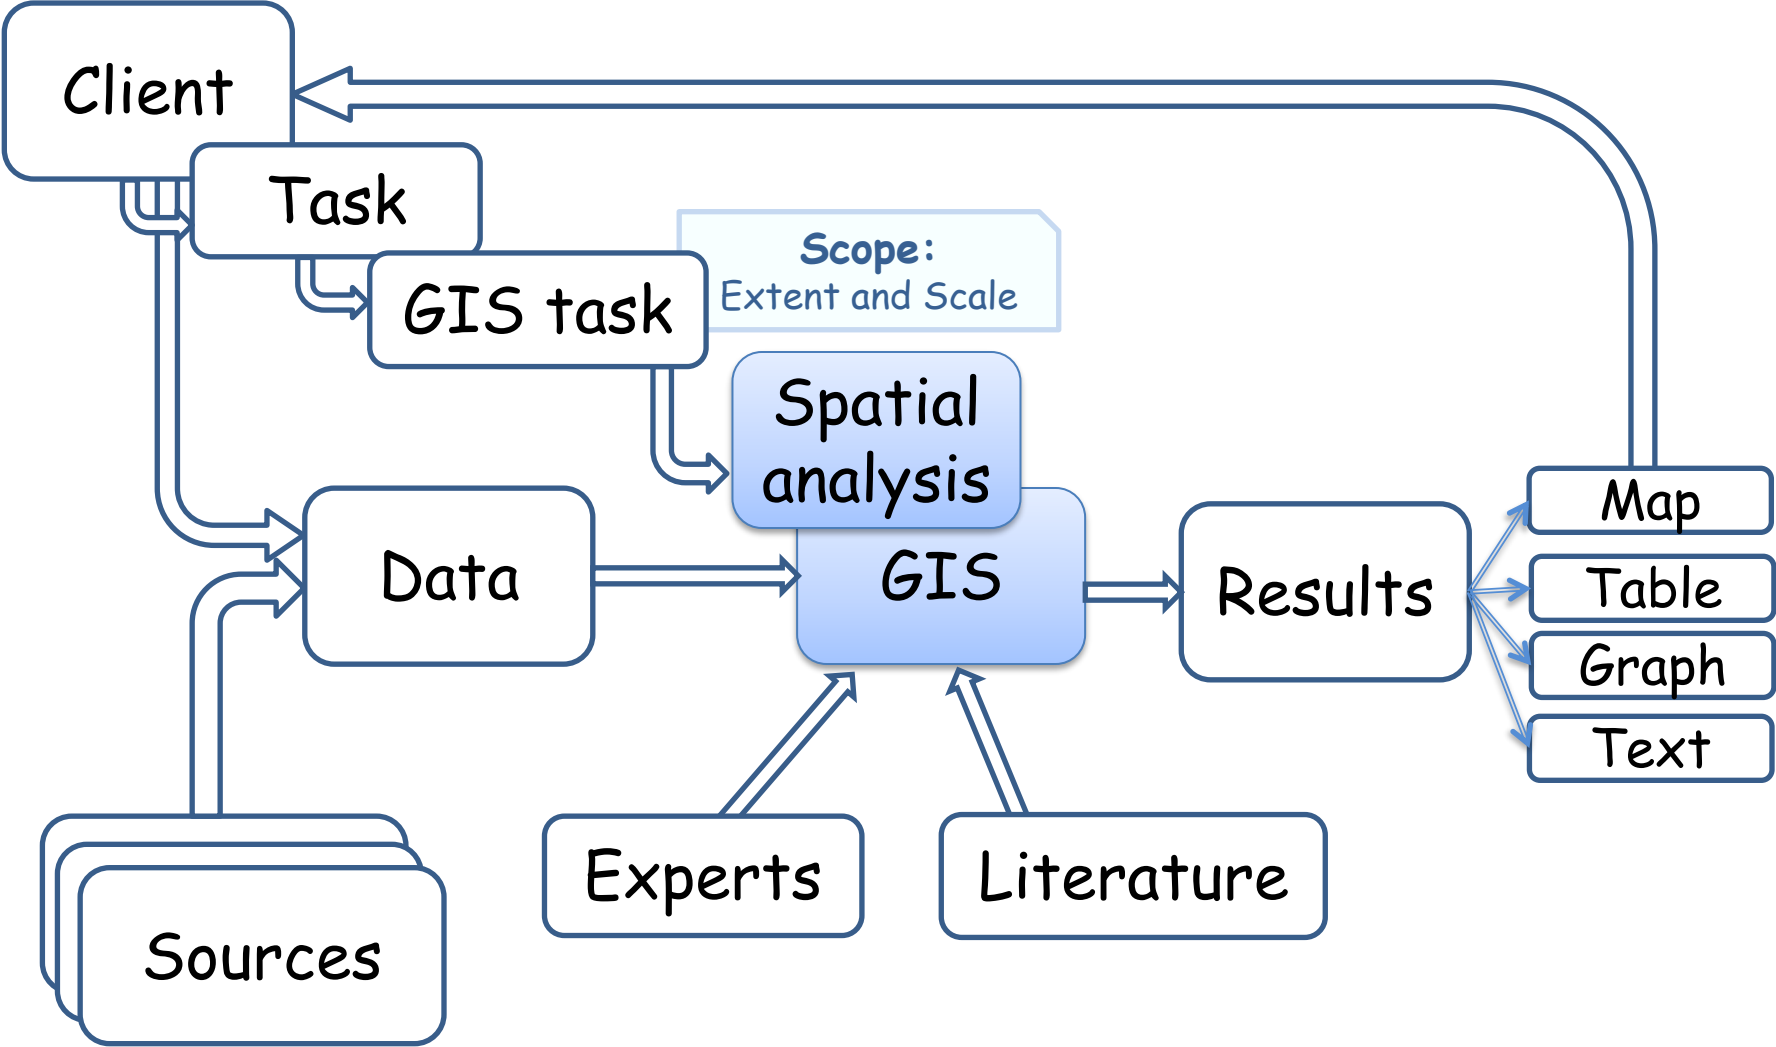 Client
Task
GIS task
Scope:
Extent and Scale
Spatial
analysis
Data
GIS
Results
Map
Table
Graph
Text
Sources
Experts
Literature